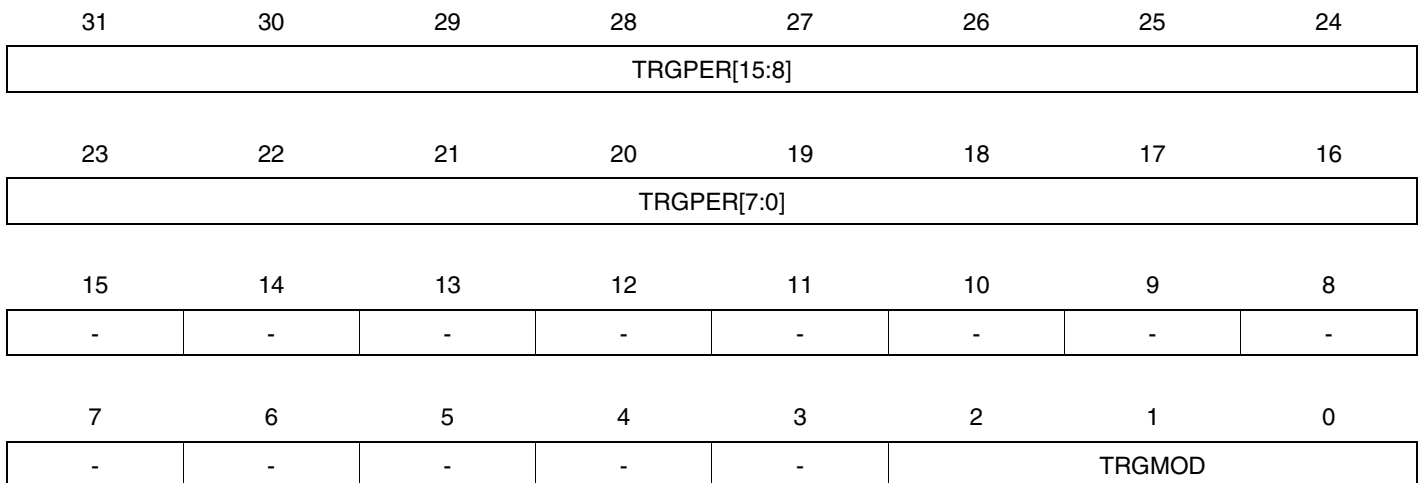 31 30 29 28 27 26 25 24
TRGPER[15:8]
23 22 21 20 19 18 17 16
TRGPER[7:0]
15 14 13 12 11 10 9 8
- - - - - - - -
7 6 5 4 3 2 1 0
- - - - - TRGMOD